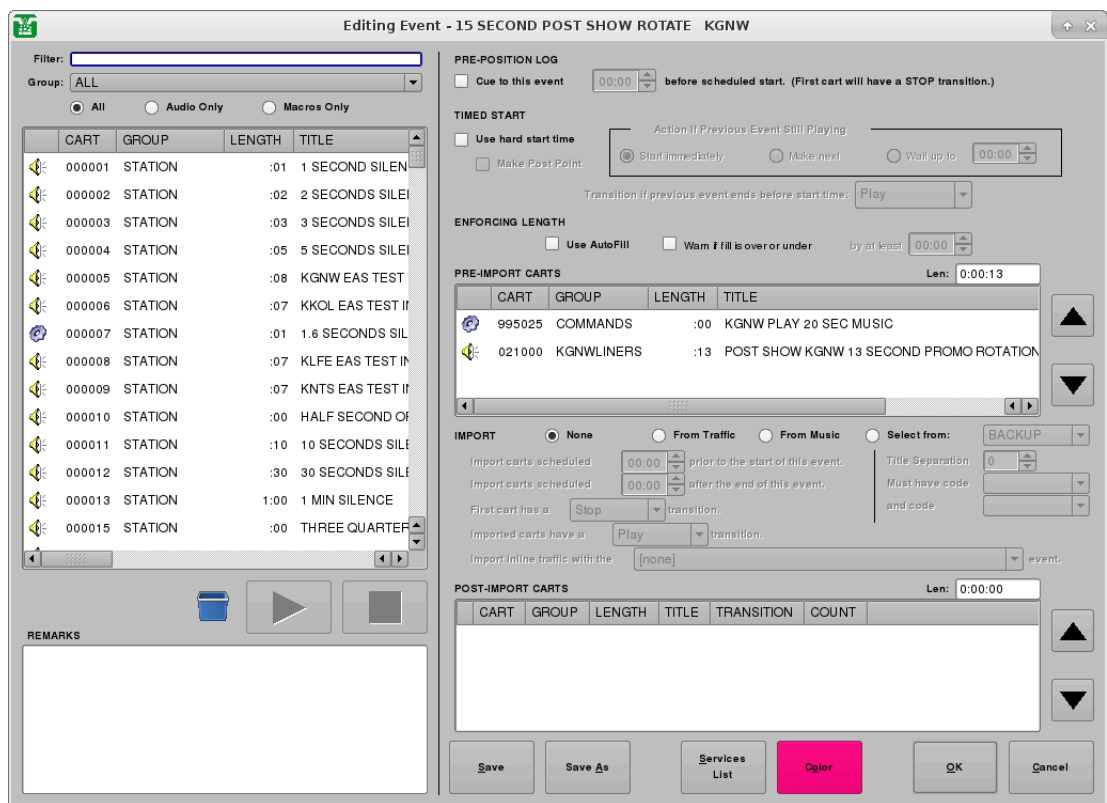 Editing Event - 15 SECOND POST SHOW ROTATE KGNW
Filter:
Group: ALL
All Audio Only Macros Only
CART GROUP LENGTH TITLE
000001 STATION :01 1 SECOND SILEN
000002 STATION :02 2 SECONDS SILE
000003 STATION :03 3 SECONDS SILE
000004 STATION :05 5 SECONDS SILE
000005 STATION :08 KGNW EAS TEST
000006 STATION :07 KKOL EAS TEST I
000007 STATION :01 1.6 SECONDS SIL
000008 STATION :07 KLFE EAS TEST IN
000009 STATION :07 KNTS EAS TEST I
000010 STATION :00 HALF SECOND OF
000011 STATION :10 10 SECONDS SILE
000012 STATION :30 30 SECONDS SILE
000013 STATION 1:00 1 MIN SILENCE
000015 STATION :00 THREE QUARTER
REMARKS
PRE-POSITION LOG
Cue to this event 00:00 before scheduled start. (First cart will have a STOP transition.)
TIMED START
Use hard start time
Action If Previous Event Still Playing
Make Post Point
Start immediately Make next Wait up to 00:00
Transition if previous event ends before start time: Play
ENFORCING LENGTH
Use AutoFill Warn if fill is over or under by at least 00:00
PRE-IMPORT CARTS Len: 0:00:13
CART GROUP LENGTH TITLE
995025 COMMANDS :00 KGNW PLAY 20 SEC MUSIC
021000 KGNWLINERS :13 POST SHOW KGNW 13 SECOND PROMO ROTATION
IMPORT None From Traffic From Music Select from: BACKUP
Import carts scheduled 00:00 prior to the start of this event. Title Separation 0
Import carts scheduled 00:00 after the end of this event. Must have code
First cart has a Stop transition. and code
Imported carts have a Play transition.
Import inline traffic with the [none] event.
POST-IMPORT CARTS Len: 0:00:00
CART GROUP LENGTH TITLE TRANSITION COUNT
Save Save As Services List Color OK Cancel